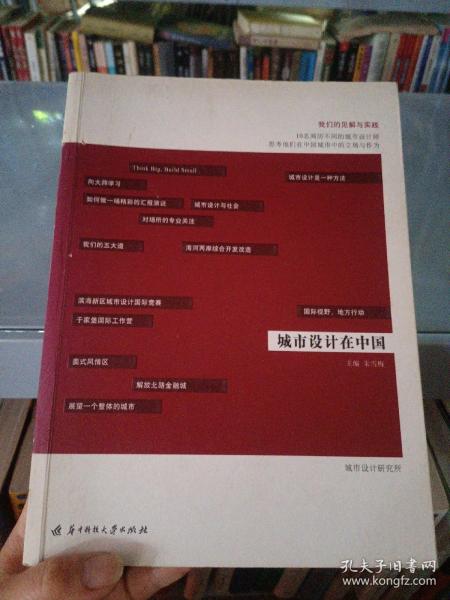 我们的见解与实践
10名阅历不同的城市设计师
思考他们在中国城市中的立场与作为
Think Big, Build Small
向大师学习
城市设计是一种方法
如何做一场精彩的汇报演说
城市设计与社会
对场所的专业关注
我们的五大道
海河两岸综合开发改造
滨海新区城市设计国际竞赛
国际视野，地方行动
于家堡国际工作营
城市设计在中国
主编 宋雪梅
意式风情区
解放北路金融城
展望一个整体的城市
城市设计研究所
华中科技大学出版社
孔夫子旧书网
www.kongfz.com